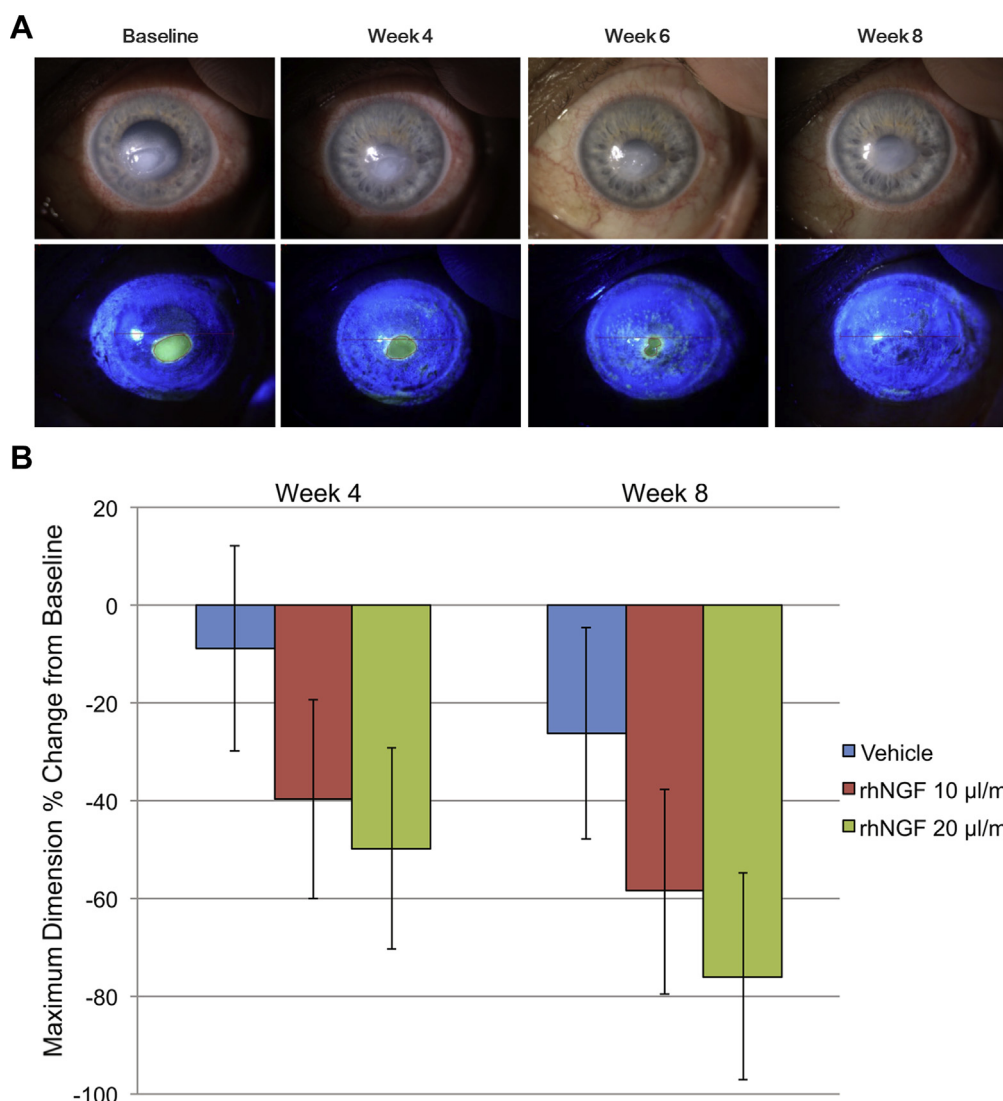 A
Baseline Week 4 Week 6 Week 8
B
Week 4 Week 8
Maximum Dimension % Change from Baseline
20
0
-20
-40
-60
-80
-100
Vehicle
rhNGF 10 µl/m
rhNGF 20 µl/m